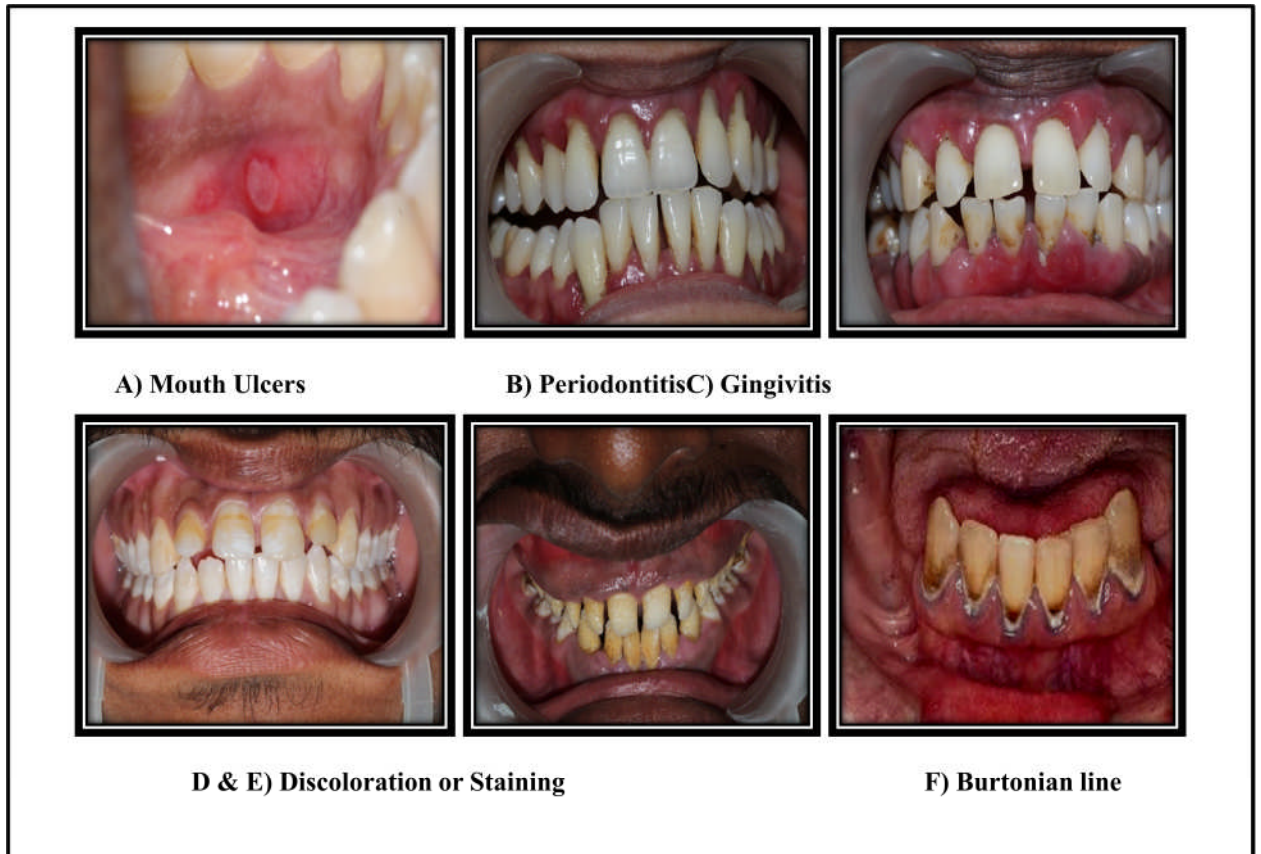 A) Mouth Ulcers
B) PeriodontitisC) Gingivitis
D & E) Discoloration or Staining
F) Burtonian line